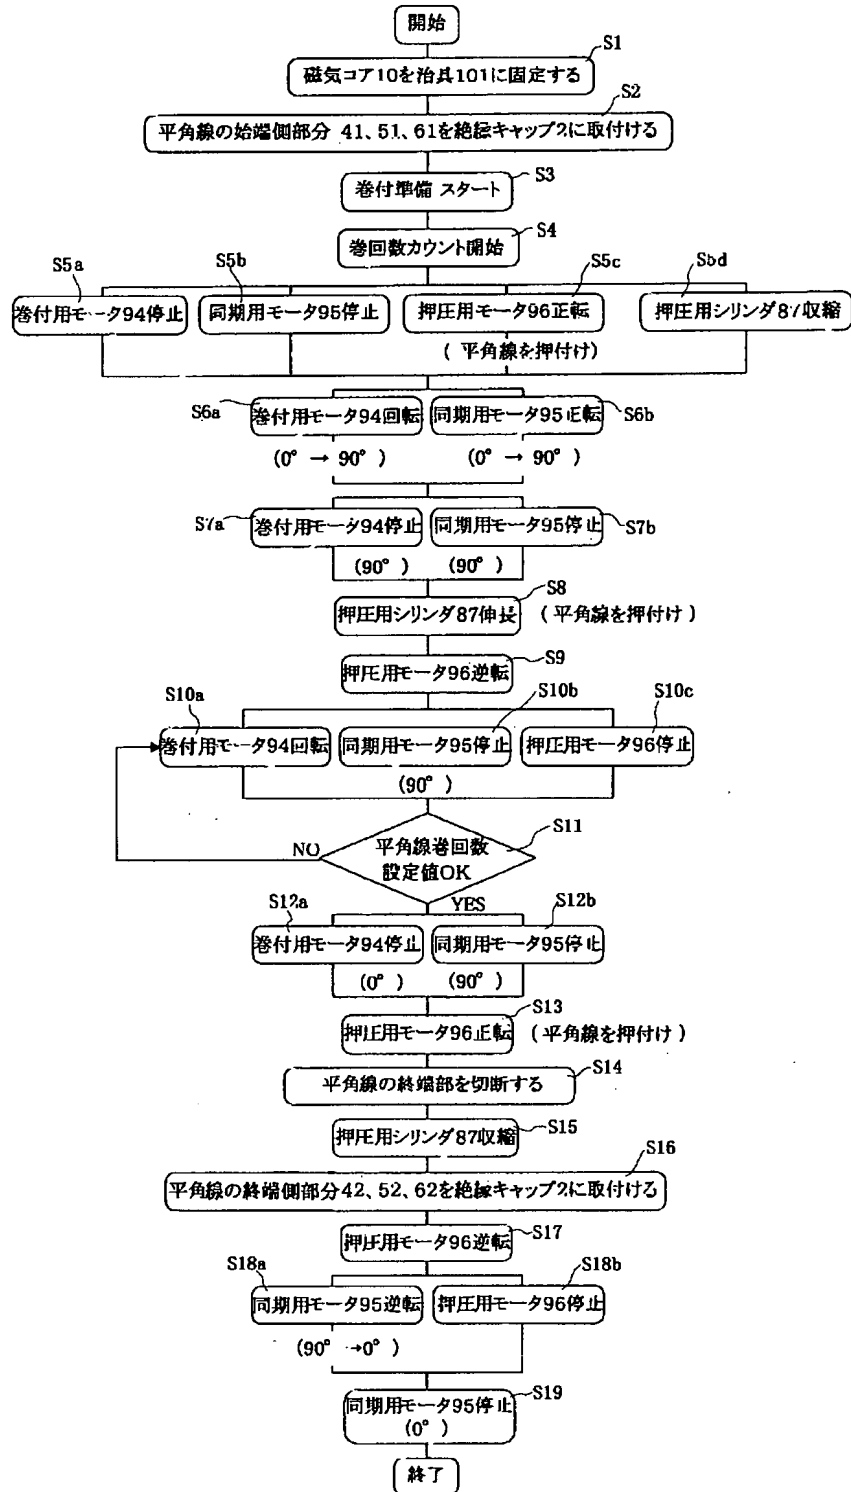 開始
S1
磁気コア10を治具101に固定する
S2
平角線の始端側部分 41、51、61を絶縁キャップ2に取付ける
S3
巻付準備 スタート
S4
巻回数カウント開始
S5a S5b S5c S5d
巻付用モータ94停止 同期用モータ95停止 押圧用モータ96正転 押圧用シリンダ87収縮
(平角線を押付け)
S6a 巻付用モータ94回転 同期用モータ95正転 S6b
(0° → 90°) (0° → 90°)
S7a 巻付用モータ94停止 同期用モータ95停止 S7b
(90°) (90°)
S8
押圧用シリンダ87伸長 (平角線を押付け)
S9
押圧用モータ96逆転
S10a S10b S10c
巻付用モータ94回転 同期用モータ95停止 押圧用モータ96停止
(90°)
S11
NO 平角線巻回数
設定値OK
YES
S12a S12b
巻付用モータ94停止 同期用モータ95停止
(0°) (90°)
S13
押圧用モータ96正転 (平角線を押付け)
S14
平角線の終端部を切断する
S15
押圧用シリンダ87収縮
S16
平角線の終端側部分42、52、62を絶縁キャップ2に取付ける
S17
押圧用モータ96逆転
S18a S18b
同期用モータ95逆転 押圧用モータ96停止
(90° →0°)
S19
同期用モータ95停止
(0°)
終了